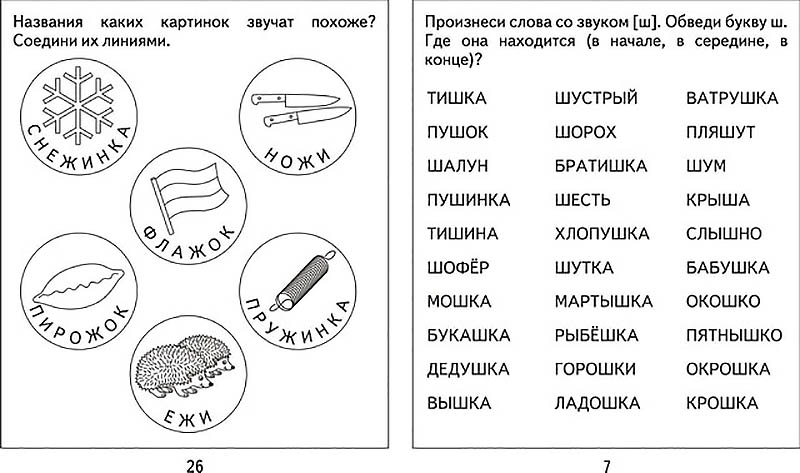 Названия каких картинок звучат похоже?
Соедини их линиями.
СНЕЖИНКА
НОЖИ
ФЛАЖОК
ПИРОЖОК
ПРУЖИНКА
ЕЖИ
26
Произнеси слова со звуком [ш]. Обведи букву ш.
Где она находится (в начале, в середине, в
конце)?
ТИШКА ШУСТРЫЙ ВАТРУШКА
ПУШОК ШОРОХ ПЛЯШУТ
ШАЛУН БРАТИШКА ШУМ
ПУШИНКА ШЕСТЬ КРЫША
ТИШИНА ХЛОПУШКА СЛЫШНО
ШОФЁР ШУТКА БАБУШКА
МОШКА МАРТЫШКА ОКОШКО
БУКАШКА РЫБЁШКА ПЯТНЫШКО
ДЕДУШКА ГОРОШКИ ОКРОШКА
ВЫШКА ЛАДОШКА КРОШКА
7